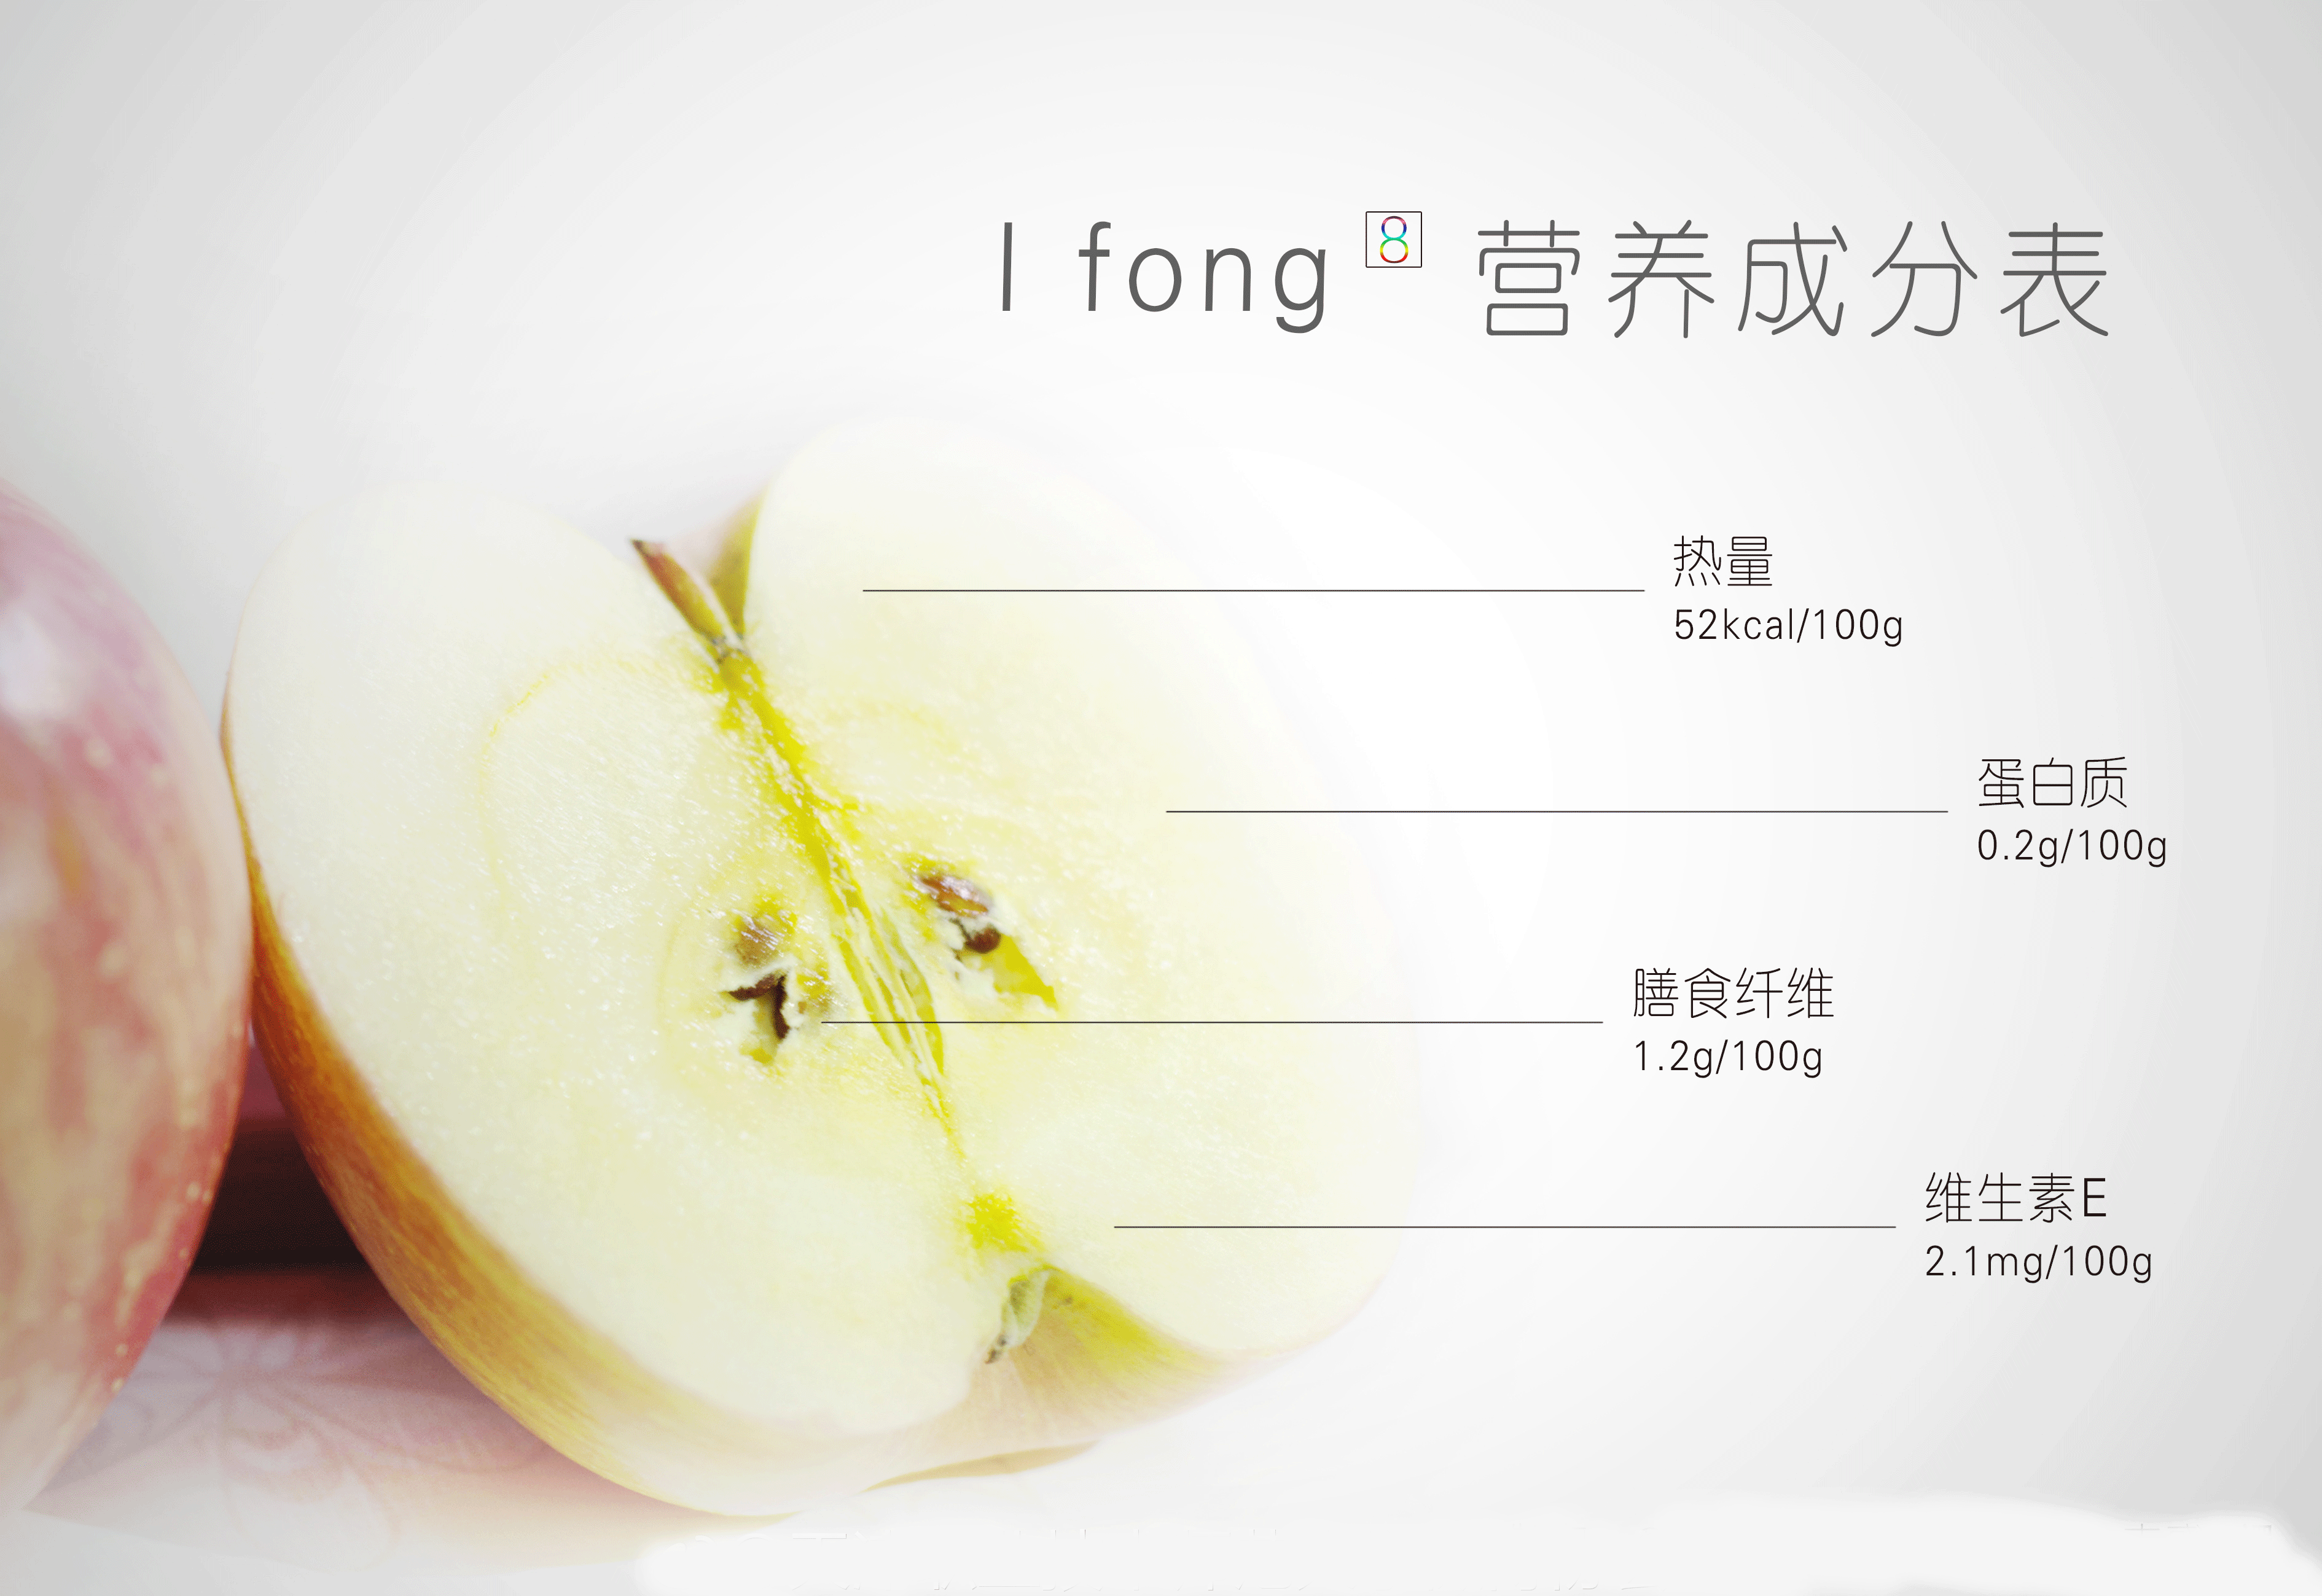 I fong 8 营养成分表
热量
52kcal/100g
蛋白质
0.2g/100g
膳食纤维
1.2g/100g
维生素E
2.1mg/100g